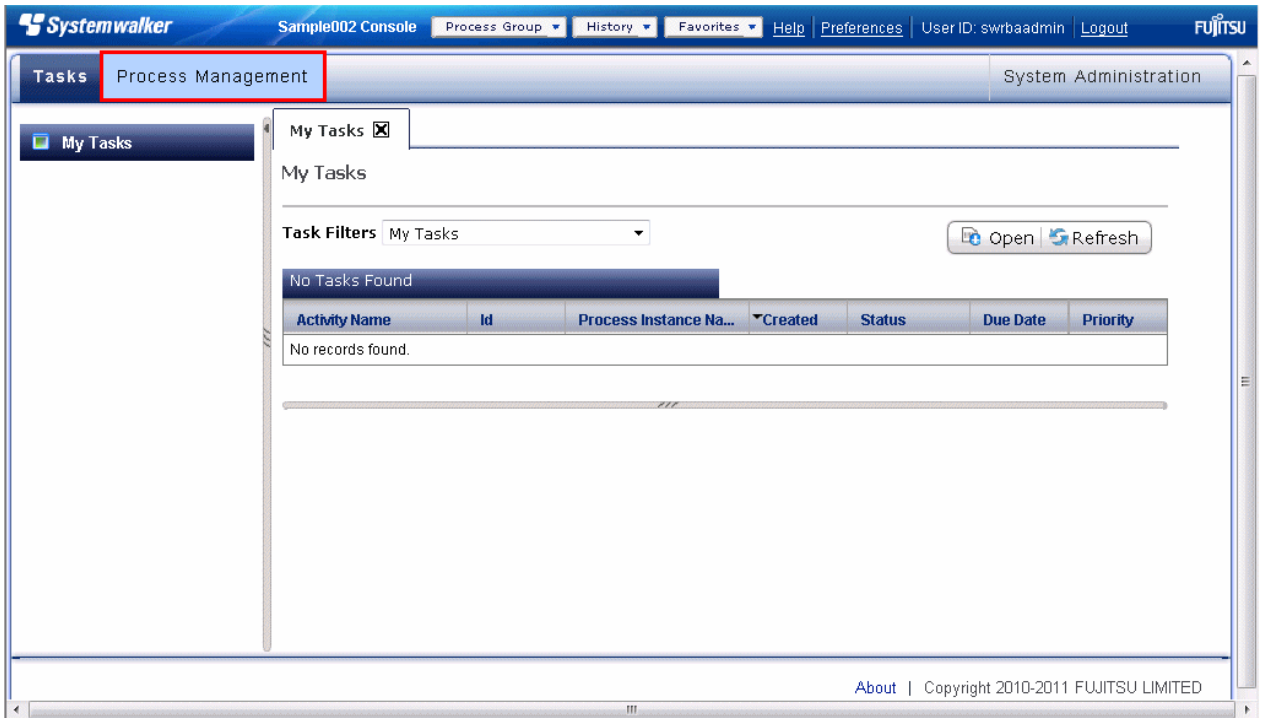 Systemwalker Sample002 Console Process Group History Favorites Help Preferences User ID: swrbaadmin Logout FUJITSU
Tasks Process Management System Administration
My Tasks
My Tasks
My Tasks
Task Filters My Tasks Open Refresh
No Tasks Found
Activity Name Id Process Instance Na... Created Status Due Date Priority
No records found.
About | Copyright 2010-2011 FUJITSU LIMITED